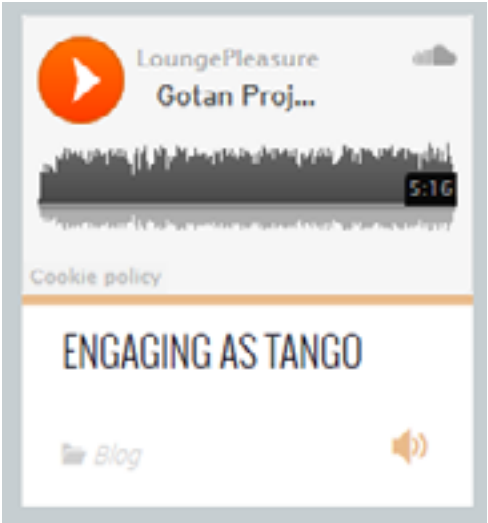 LoungePleasure
Gotan Proj...
5:16
Cookie policy
ENGAGING AS TANGO
Blog